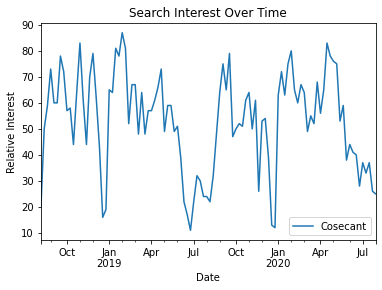 Search Interest Over Time
Relative Interest
90
80
70
60
50
40
30
20
10
Cosecant
Oct Jan Apr Jul Oct Jan Apr Jul
2019 2020
Date